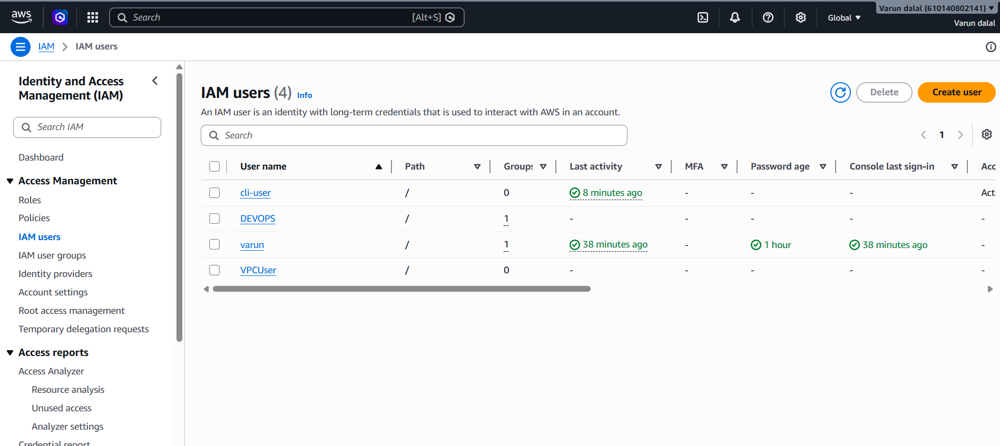 aws
Search [Alt+S]
Global
Varun dalal (610140802141)
Varun dalal
IAM
IAM users
Identity and Access
Management (IAM)
Search IAM
Dashboard
Access Management
Roles
Policies
IAM users
IAM user groups
Identity providers
Account settings
Root access management
Temporary delegation requests
Access reports
Access Analyzer
Resource analysis
Unused access
Analyzer settings
Credential report
IAM users (4) Info
Delete
Create user
An IAM user is an identity with long-term credentials that is used to interact with AWS in an account.
Search
1
User name Path Groups Last activity MFA Password age Console last sign-in Acc
cli-user / 0 8 minutes ago - - - Acti
DEVOPS / 1 - - - - -
varun / 1 38 minutes ago - 1 hour 38 minutes ago -
VPCUser / 0 - - - - -